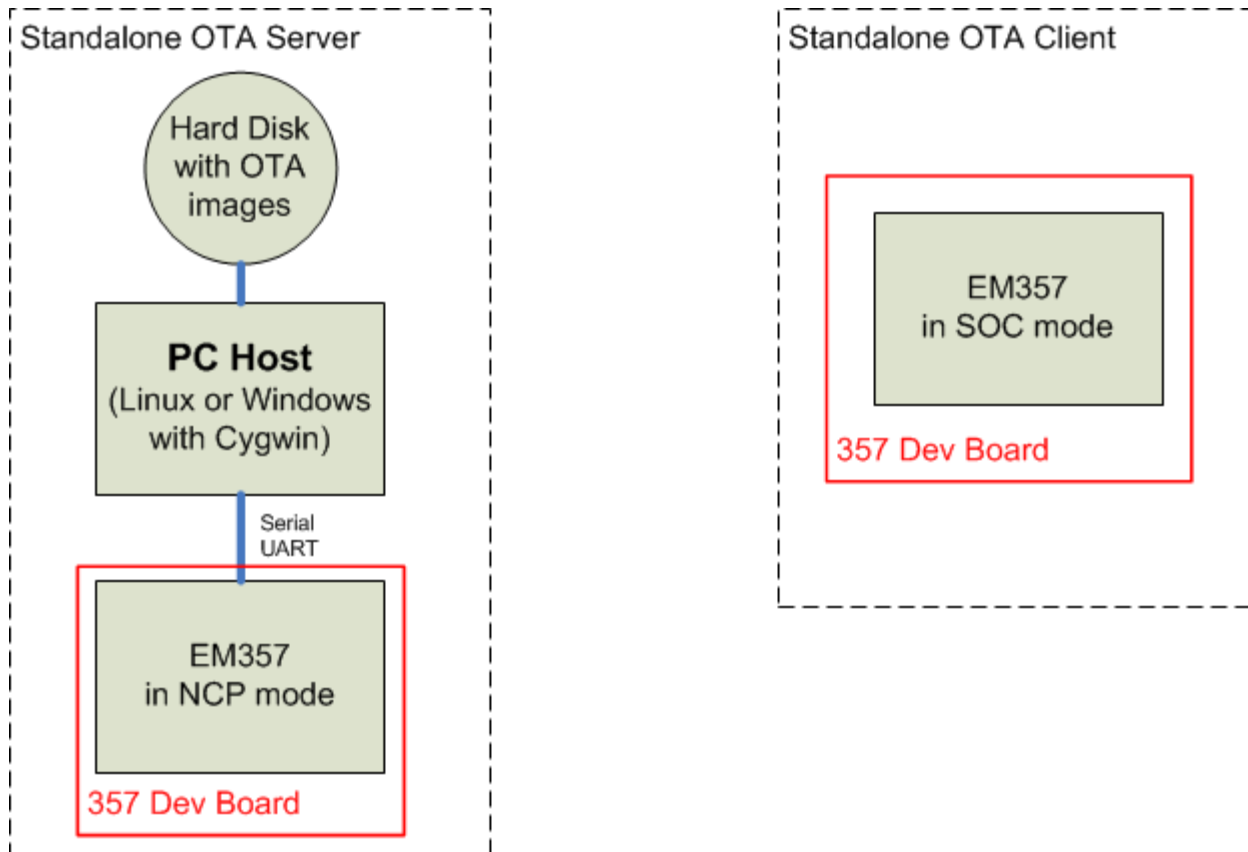 Standalone OTA Server
Hard Disk
with OTA
images
PC Host
(Linux or Windows
with Cygwin)
Serial
UART
EM357
in NCP mode
357 Dev Board
Standalone OTA Client
EM357
in SOC mode
357 Dev Board